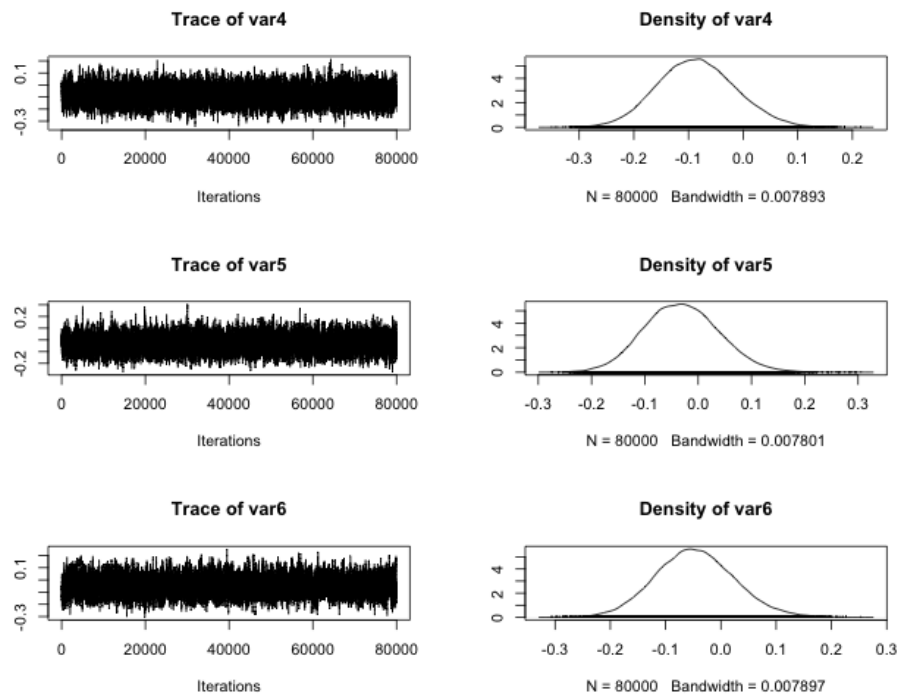 Trace of var4
Density of var4
0.1
-0.3
0 20000 40000 60000 80000
Iterations
4
2
0
-0.3 -0.2 -0.1 0.0 0.1 0.2
N = 80000 Bandwidth = 0.007893
Trace of var5
Density of var5
0.2
-0.2
0 20000 40000 60000 80000
Iterations
4
2
0
-0.3 -0.2 -0.1 0.0 0.1 0.2 0.3
N = 80000 Bandwidth = 0.007801
Trace of var6
Density of var6
0.1
-0.3
0 20000 40000 60000 80000
Iterations
4
2
0
-0.3 -0.2 -0.1 0.0 0.1 0.2 0.3
N = 80000 Bandwidth = 0.007897